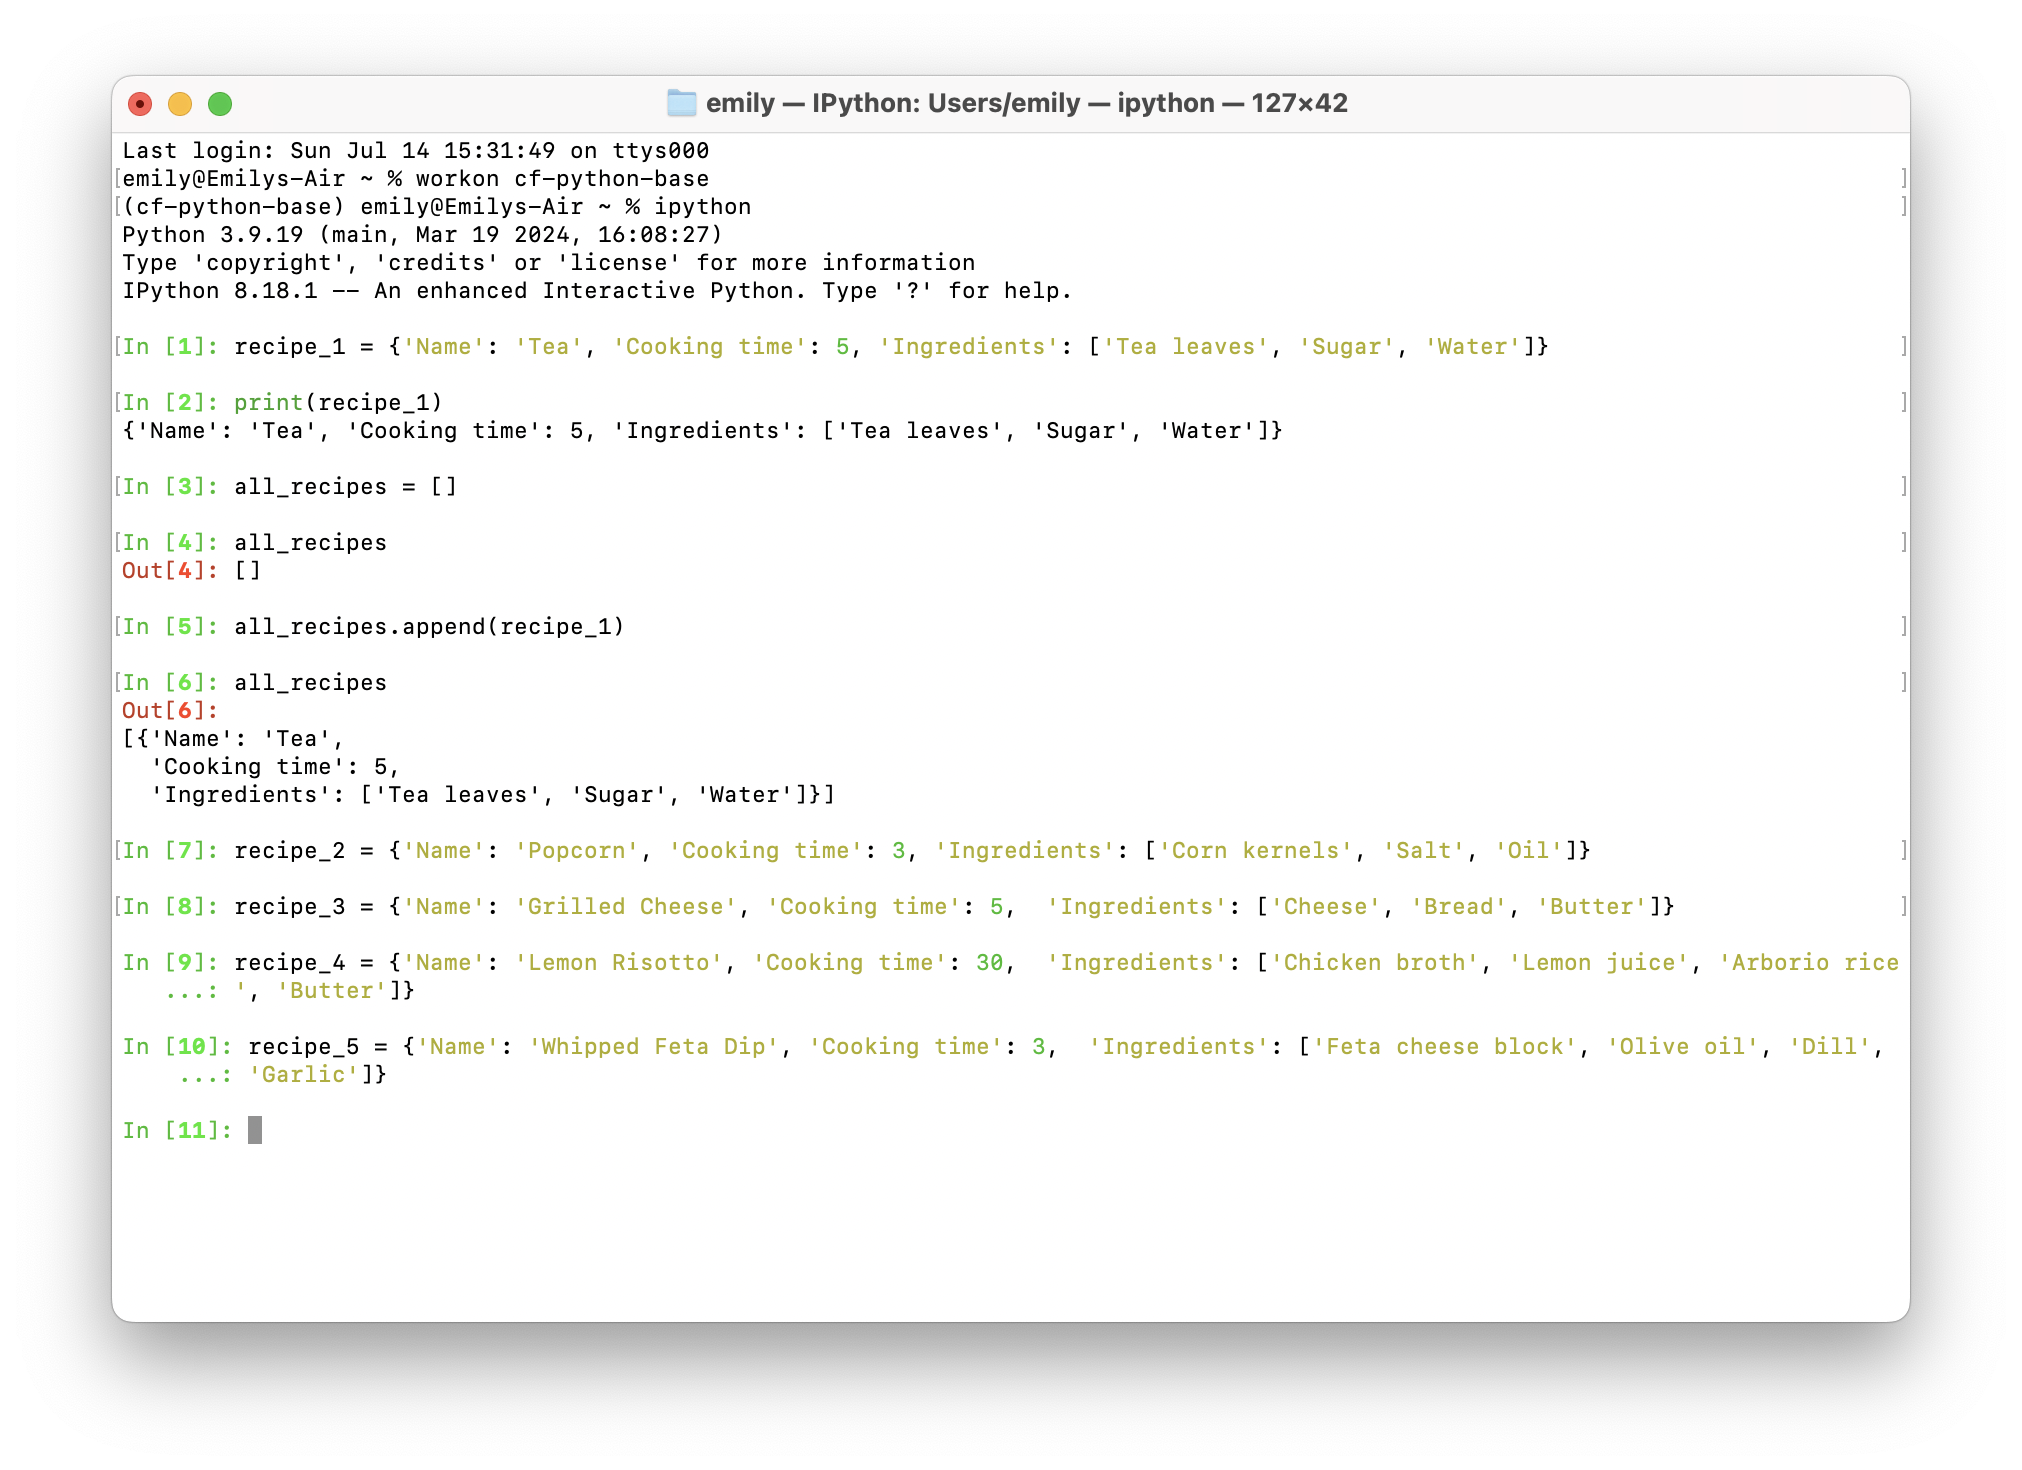 emily — IPython: Users/emily — ipython — 127×42
Last login: Sun Jul 14 15:31:49 on ttys000
[emily@Emilys-Air ~ % workon cf-python-base ]
[(cf-python-base) emily@Emilys-Air ~ % ipython ]
Python 3.9.19 (main, Mar 19 2024, 16:08:27)
Type 'copyright', 'credits' or 'license' for more information
IPython 8.18.1 -- An enhanced Interactive Python. Type '?' for help.
[In [1]: recipe_1 = {'Name': 'Tea', 'Cooking time': 5, 'Ingredients': ['Tea leaves', 'Sugar', 'Water']} ]
[In [2]: print(recipe_1) ]
{'Name': 'Tea', 'Cooking time': 5, 'Ingredients': ['Tea leaves', 'Sugar', 'Water']}
[In [3]: all_recipes = [] ]
[In [4]: all_recipes ]
Out[4]: []
[In [5]: all_recipes.append(recipe_1) ]
[In [6]: all_recipes ]
Out[6]:
[{'Name': 'Tea',
  'Cooking time': 5,
  'Ingredients': ['Tea leaves', 'Sugar', 'Water']}]
[In [7]: recipe_2 = {'Name': 'Popcorn', 'Cooking time': 3, 'Ingredients': ['Corn kernels', 'Salt', 'Oil']} ]
[In [8]: recipe_3 = {'Name': 'Grilled Cheese', 'Cooking time': 5,  'Ingredients': ['Cheese', 'Bread', 'Butter']} ]
In [9]: recipe_4 = {'Name': 'Lemon Risotto', 'Cooking time': 30,  'Ingredients': ['Chicken broth', 'Lemon juice', 'Arborio rice
   ...: ', 'Butter']}
In [10]: recipe_5 = {'Name': 'Whipped Feta Dip', 'Cooking time': 3,  'Ingredients': ['Feta cheese block', 'Olive oil', 'Dill',
    ...: 'Garlic']}
In [11]: